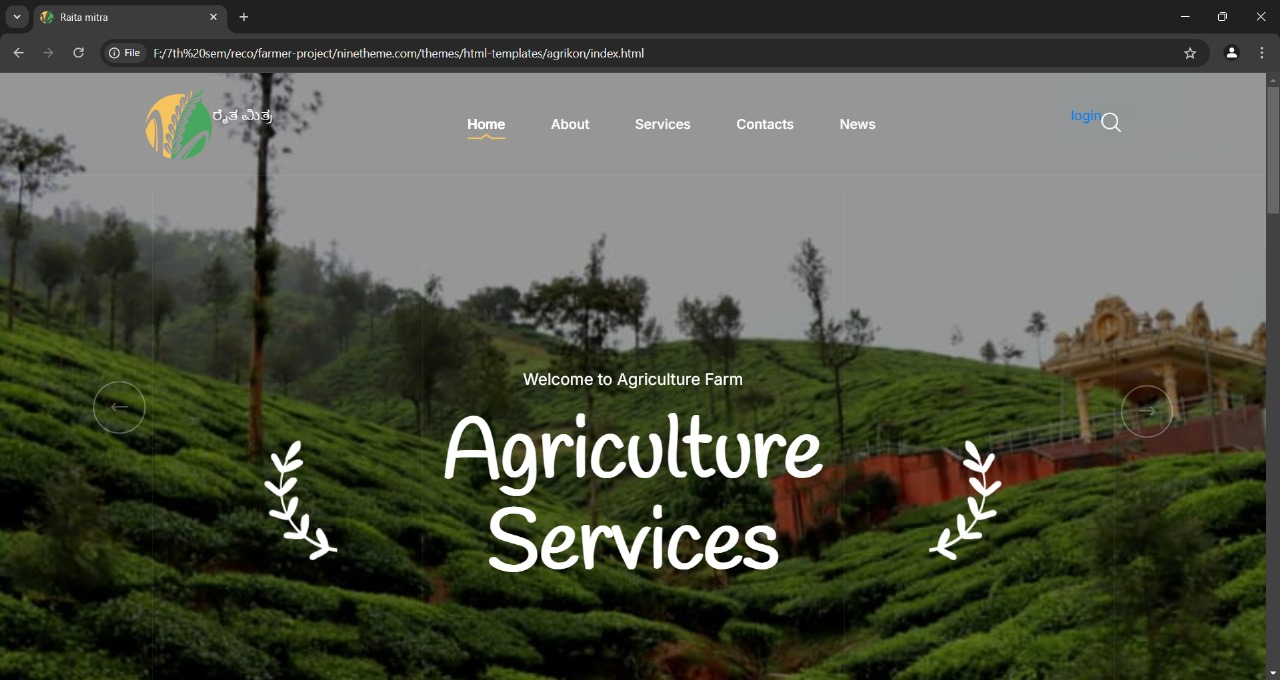 Raita mitra
File F:/7th%20sem/reco/farmer-project/ninetheme.com/themes/html-templates/agrikon/index.html
ರೈತ ಮಿತ್ರ Home About Services Contacts News login
Welcome to Agriculture Farm
Agriculture
Services